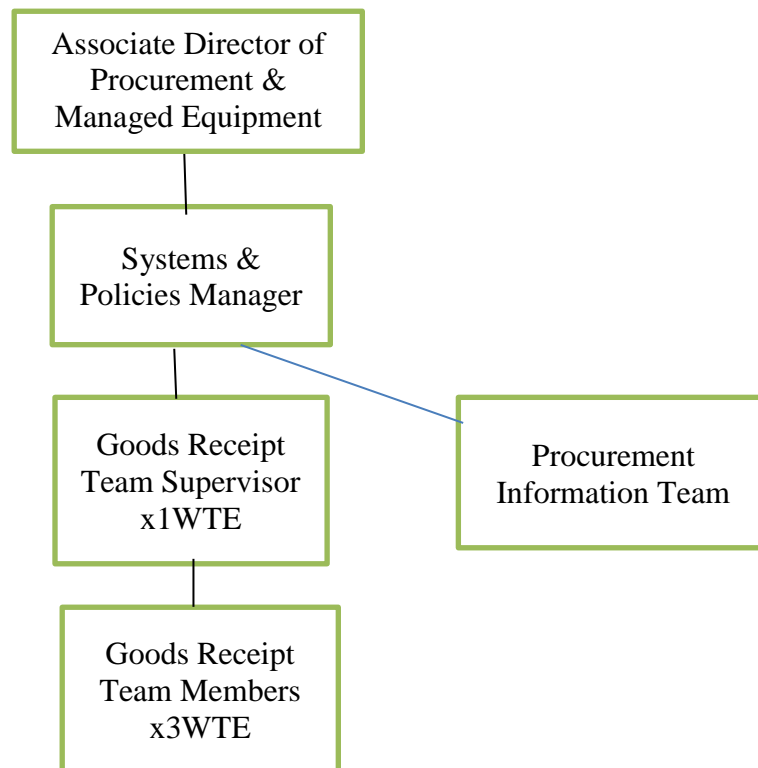 Associate Director of
Procurement &
Managed Equipment
Systems &
Policies Manager
Goods Receipt
Team Supervisor
x1WTE
Procurement
Information Team
Goods Receipt
Team Members
x3WTE